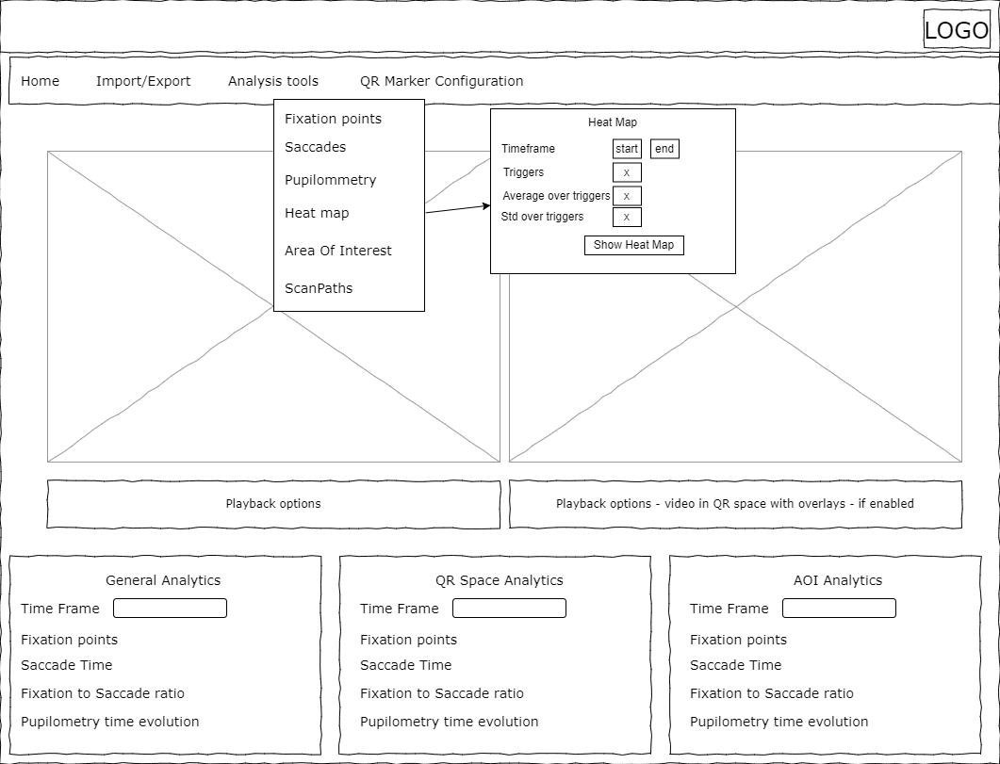 LOGO
Home Import/Export Analysis tools QR Marker Configuration
Fixation points
Saccades
Pupilommetry
Heat map
Area Of Interest
ScanPaths
Heat Map
Timeframe start end
Triggers x
Average over triggers x
Std over triggers x
Show Heat Map
Playback options
Playback options - video in QR space with overlays - if enabled
General Analytics
Time Frame
Fixation points
Saccade Time
Fixation to Saccade ratio
Pupilometry time evolution
QR Space Analytics
Time Frame
Fixation points
Saccade Time
Fixation to Saccade ratio
Pupilometry time evolution
AOI Analytics
Time Frame
Fixation points
Saccade Time
Fixation to Saccade ratio
Pupilometry time evolution